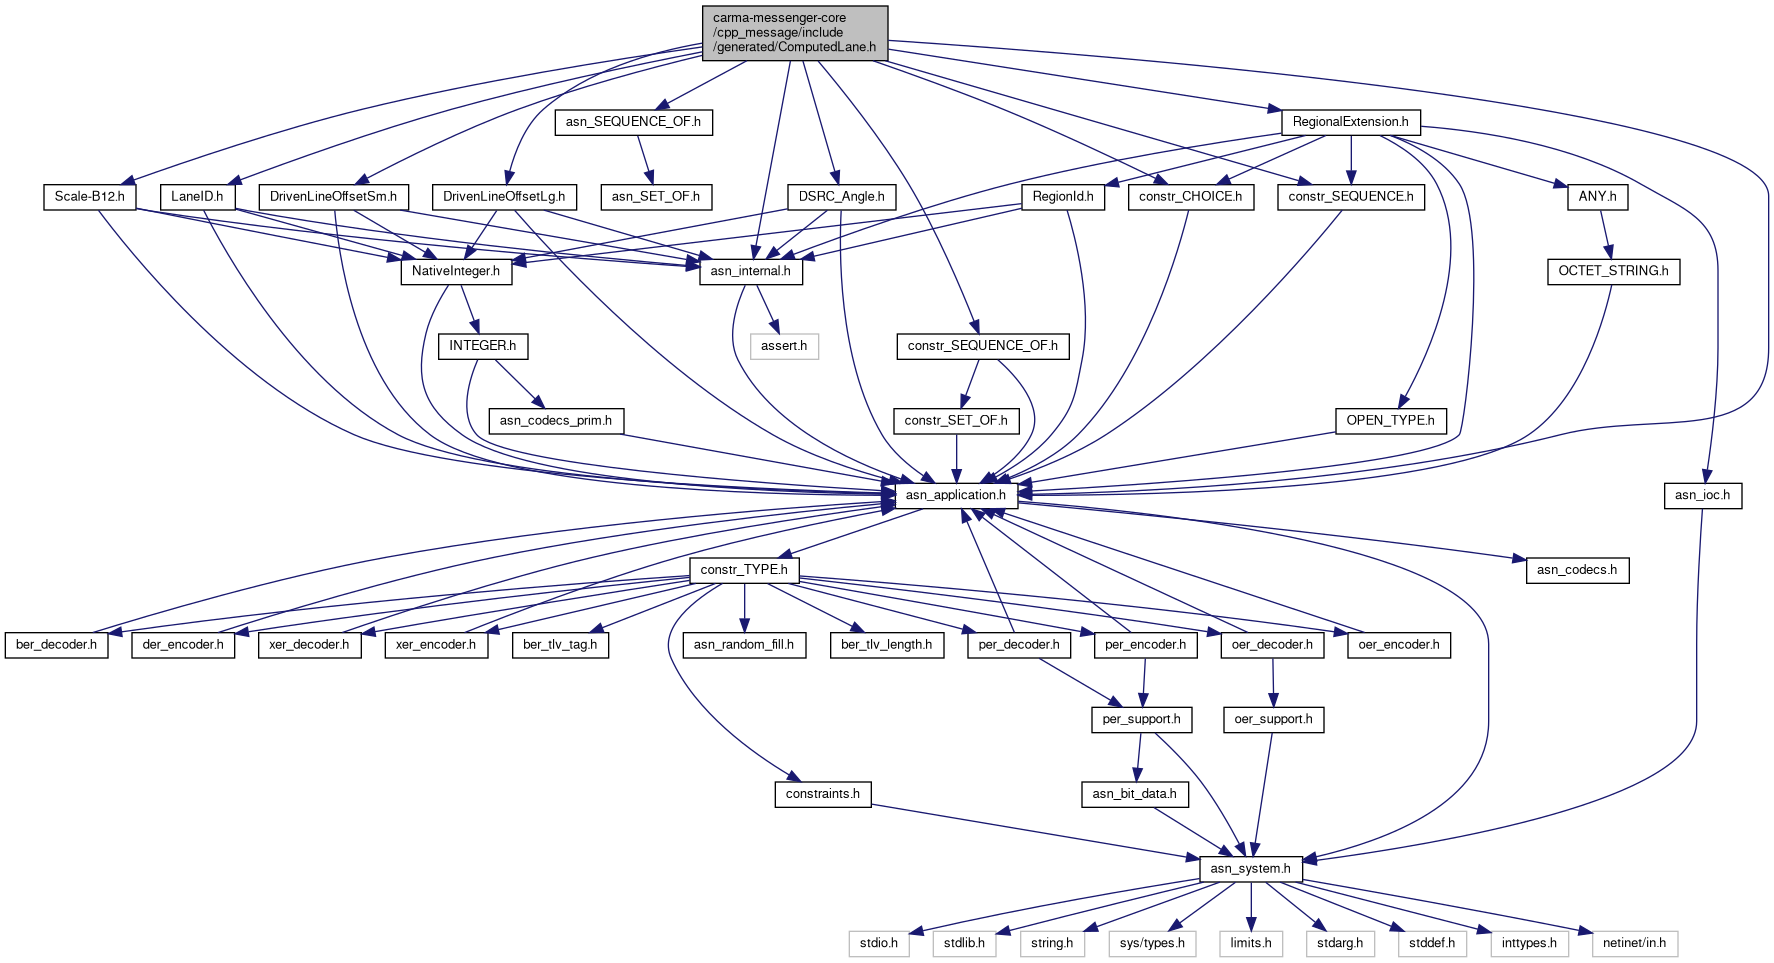 carma-messenger-core
/cpp_message/include
/generated/ComputedLane.h
asn_SEQUENCE_OF.h
RegionalExtension.h
Scale-B12.h
LaneID.h
DrivenLineOffsetSm.h
DrivenLineOffsetLg.h
asn_SET_OF.h
DSRC_Angle.h
RegionId.h
constr_CHOICE.h
constr_SEQUENCE.h
ANY.h
NativeInteger.h
asn_internal.h
OCTET_STRING.h
INTEGER.h
assert.h
constr_SEQUENCE_OF.h
asn_codecs_prim.h
constr_SET_OF.h
OPEN_TYPE.h
asn_application.h
asn_ioc.h
constr_TYPE.h
asn_codecs.h
ber_decoder.h
der_encoder.h
xer_decoder.h
xer_encoder.h
ber_tlv_tag.h
asn_random_fill.h
ber_tlv_length.h
per_decoder.h
per_encoder.h
oer_decoder.h
oer_encoder.h
per_support.h
oer_support.h
constraints.h
asn_bit_data.h
asn_system.h
stdio.h
stdlib.h
string.h
sys/types.h
limits.h
stdarg.h
stddef.h
inttypes.h
netinet/in.h